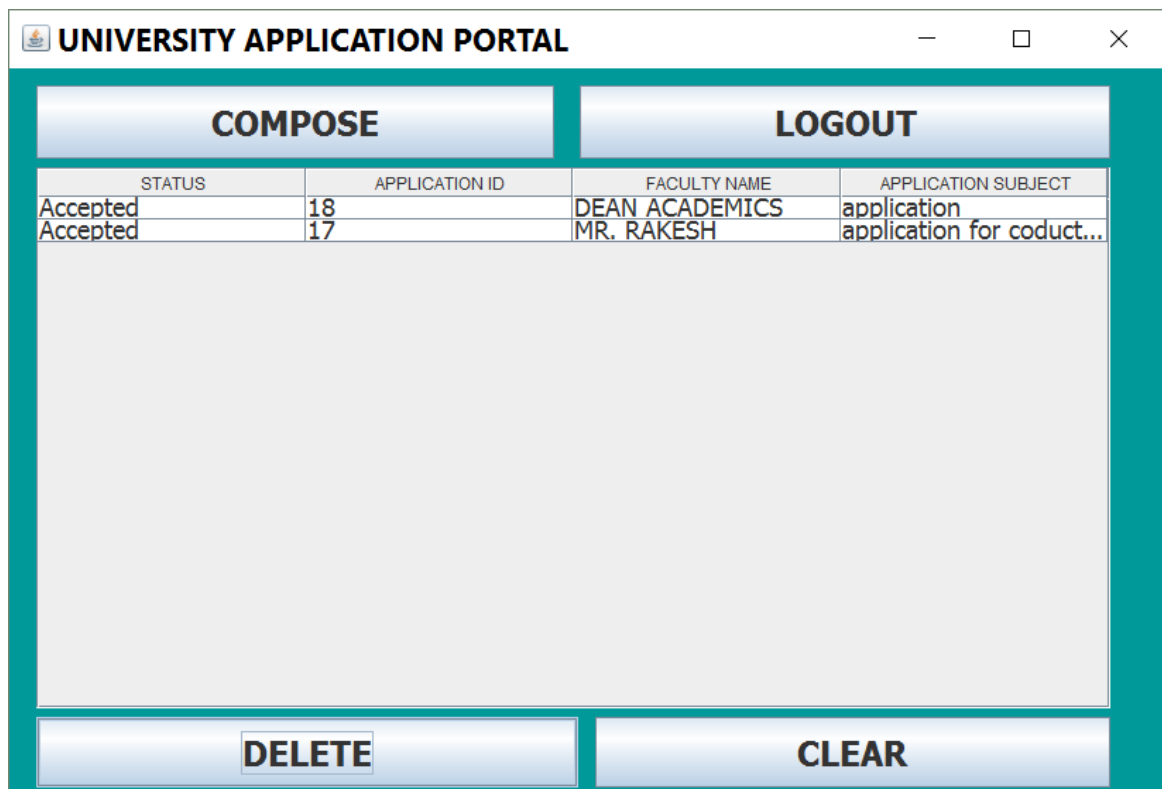 UNIVERSITY APPLICATION PORTAL
COMPOSE LOGOUT
STATUS APPLICATION ID FACULTY NAME APPLICATION SUBJECT
Accepted 18 DEAN ACADEMICS application
Accepted 17 MR. RAKESH application for coduct...
DELETE CLEAR